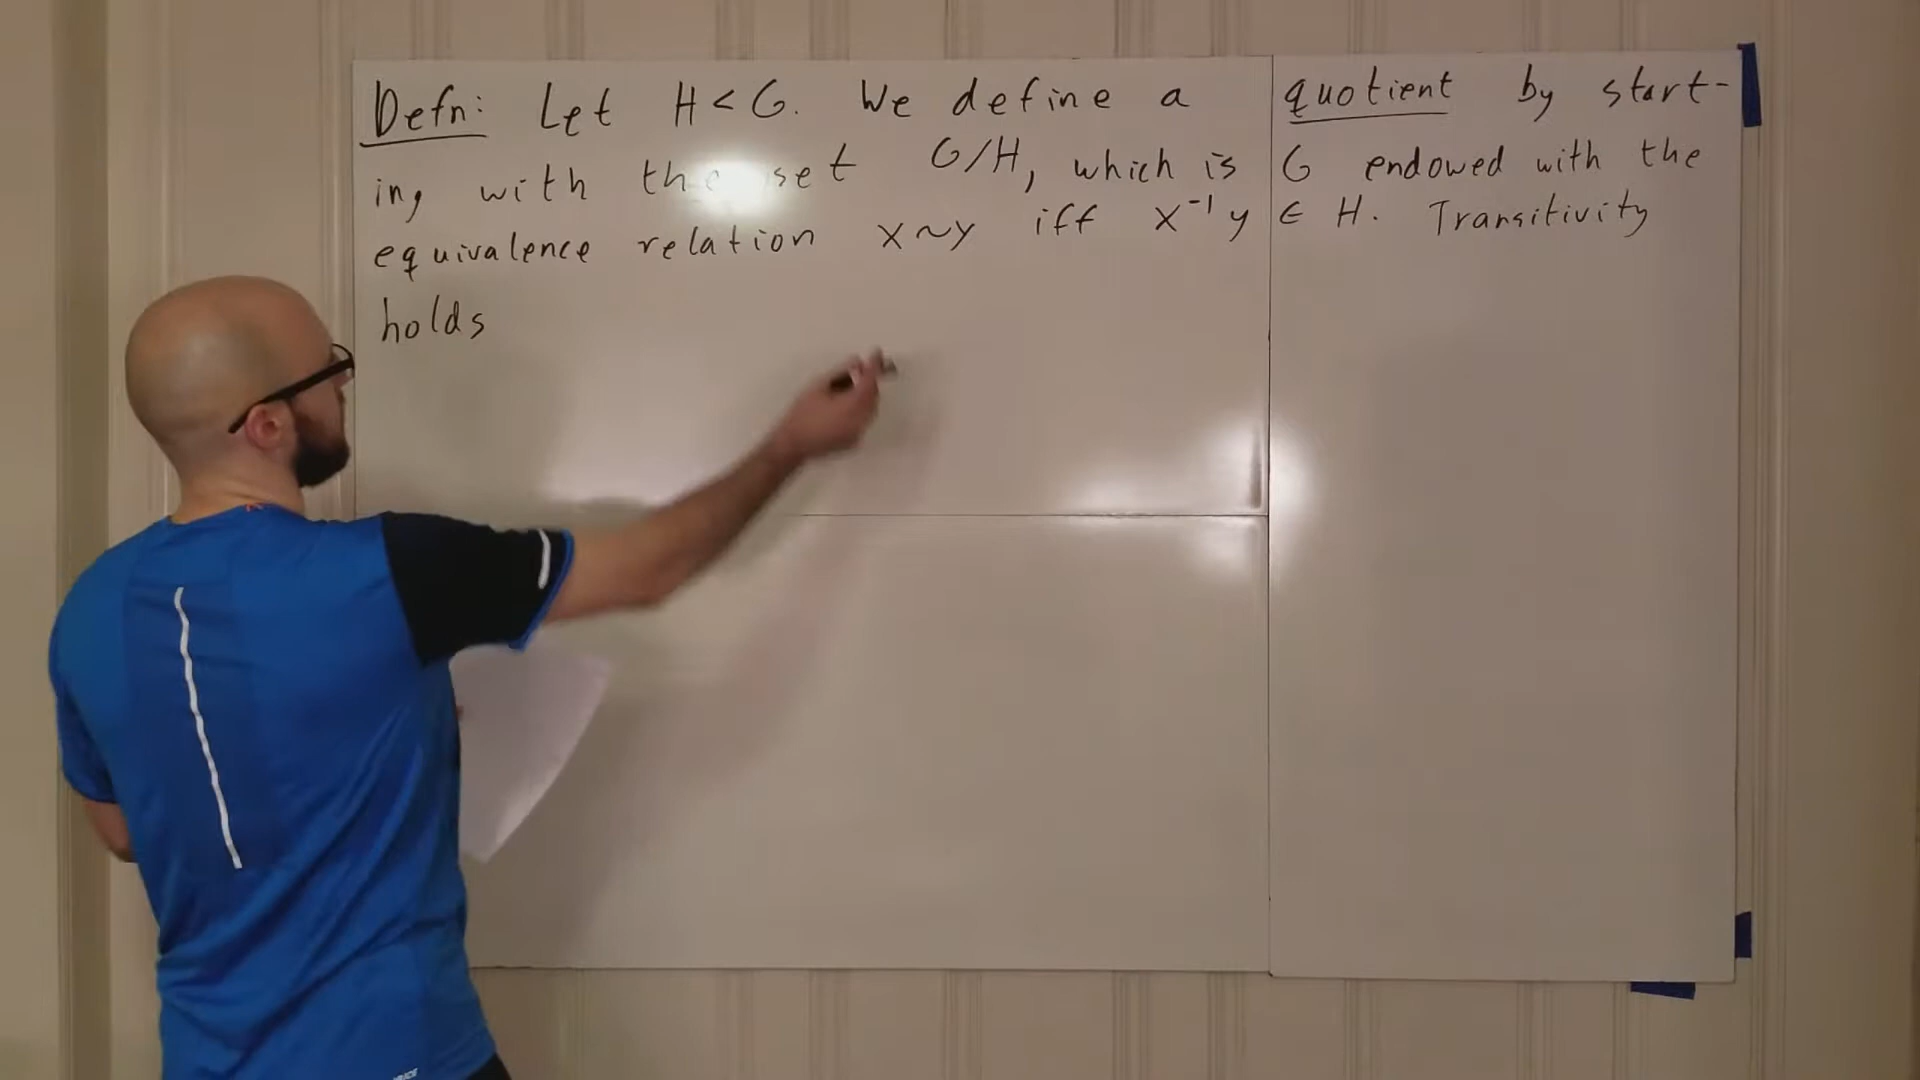 Defn: Let H < G. We define a quotient by start-
ing with the set G/H, which is G endowed with the
equivalence relation x~y iff x⁻¹y ∈ H. Transitivity
holds